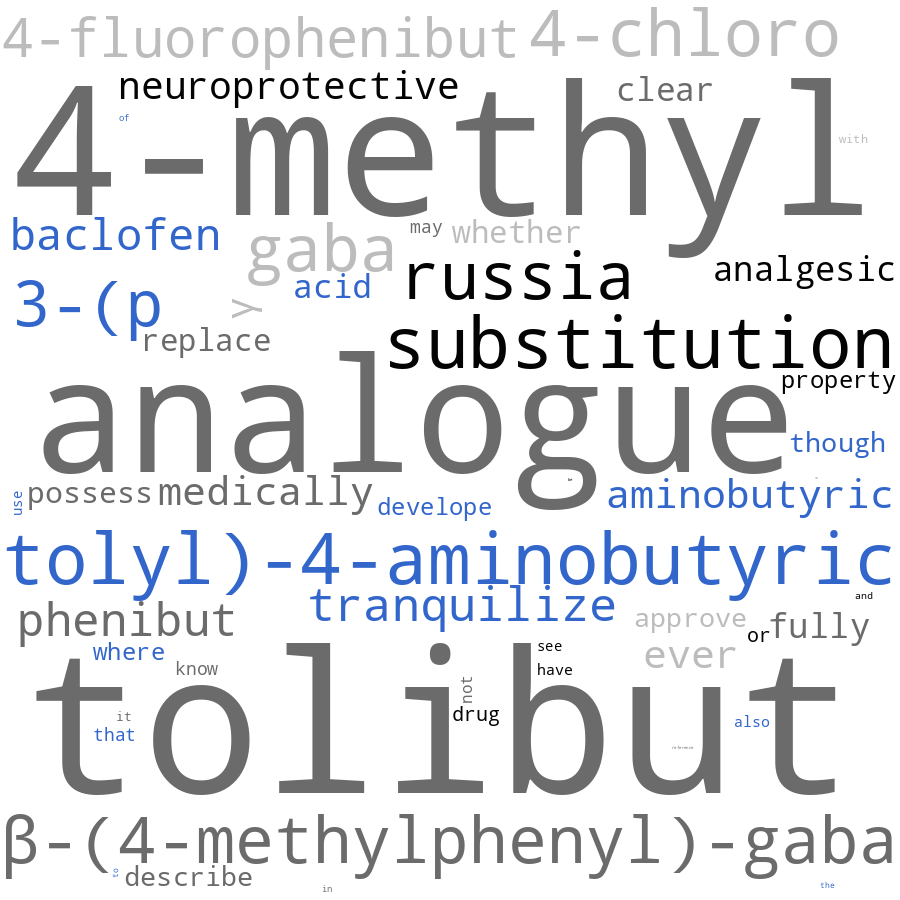 4-fluorophenibut 4-chloro
neuroprotective clear
of
4-methyl
with
baclofen
may whether
gaba
russia
analgesic
acid
3-(p
γ
replace
substitution
property
analogue
though
possess medically
use
develope
aminobutyric
tolyl)-4-aminobutyric
tranquilize
and
phenibut
approve
or
fully
where
see
ever
know
have
not
tolibut
it
drug
that
also
reference
β-(4-methylphenyl)-gaba
to
describe
in
the